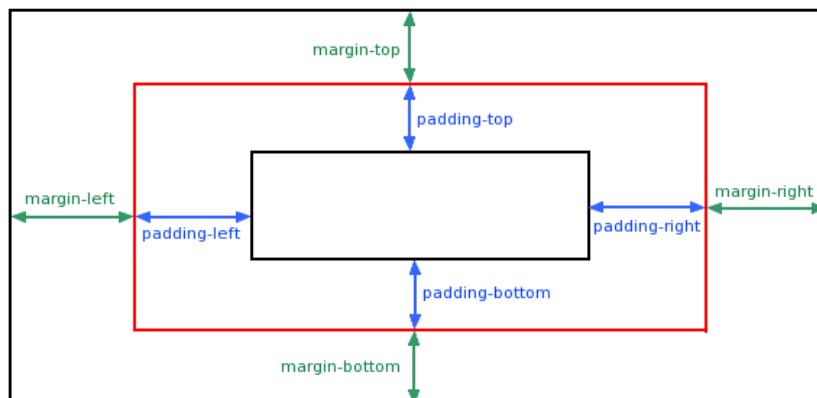 margin-top
padding-top
margin-left
margin-right
padding-left
padding-right
padding-bottom
margin-bottom